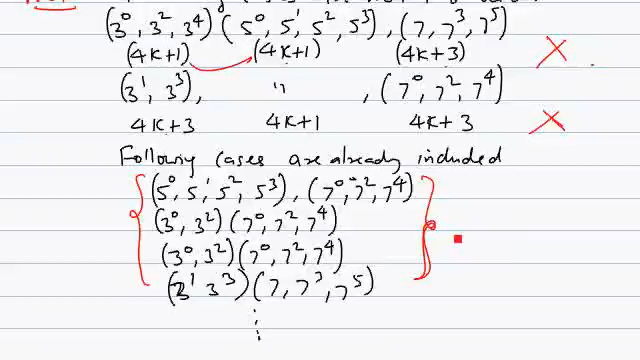 (3⁰, 3², 3⁴) (5⁰, 5¹, 5², 5³), (7, 7³, 7⁵)
(4K+1) (4K+1) (4K+3) X
(3¹, 3³), " , (7⁰, 7², 7⁴)
4K+3 4K+1 4K+3 X
Following cases are already included
(5⁰, 5¹, 5², 5³), (7⁰, 7², 7⁴)
(3⁰, 3²) (7⁰, 7², 7⁴)
(3⁰, 3²) (7⁰, 7², 7⁴)
(3¹ 3³) (7, 7³, 7⁵)
⋮